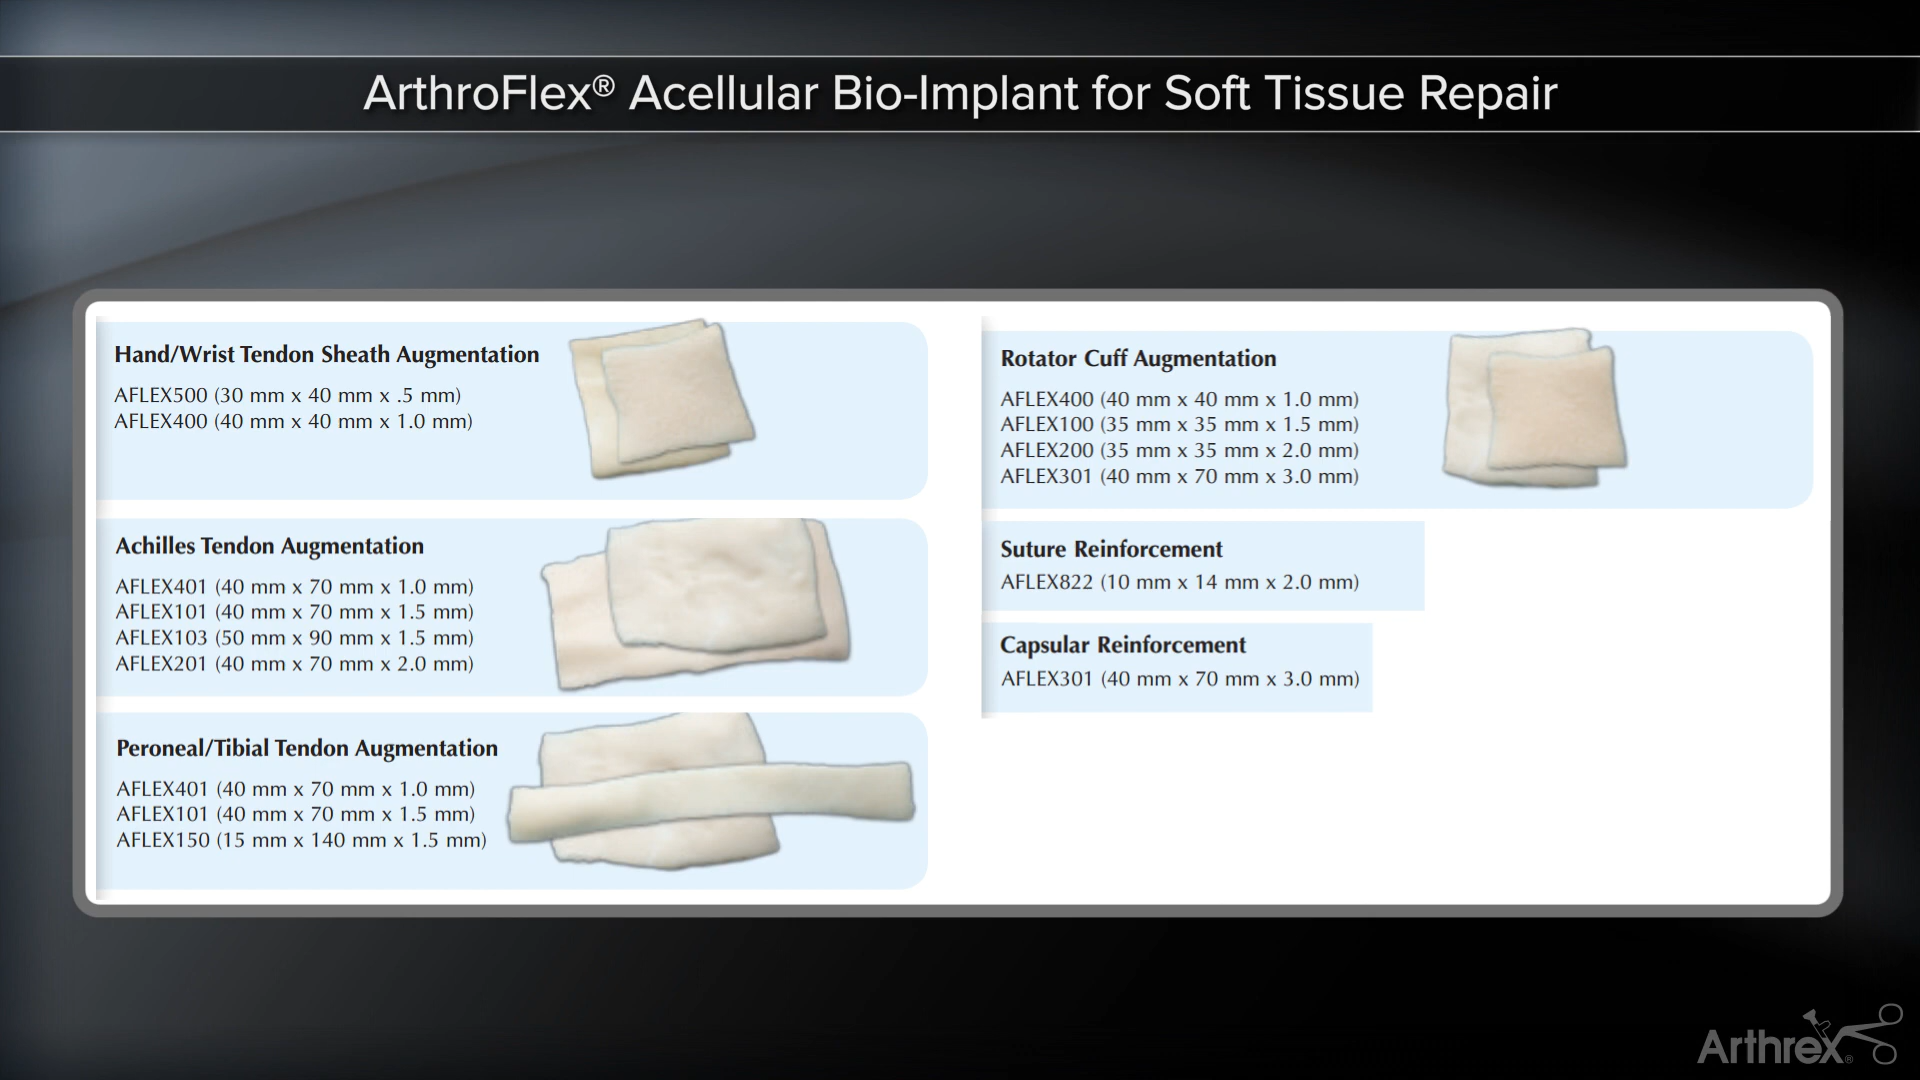 ArthroFlex® Acellular Bio-Implant for Soft Tissue Repair
Hand/Wrist Tendon Sheath Augmentation
AFLEX500 (30 mm x 40 mm x .5 mm)
AFLEX400 (40 mm x 40 mm x 1.0 mm)
Achilles Tendon Augmentation
AFLEX401 (40 mm x 70 mm x 1.0 mm)
AFLEX101 (40 mm x 70 mm x 1.5 mm)
AFLEX103 (50 mm x 90 mm x 1.5 mm)
AFLEX201 (40 mm x 70 mm x 2.0 mm)
Peroneal/Tibial Tendon Augmentation
AFLEX401 (40 mm x 70 mm x 1.0 mm)
AFLEX101 (40 mm x 70 mm x 1.5 mm)
AFLEX150 (15 mm x 140 mm x 1.5 mm)
Rotator Cuff Augmentation
AFLEX400 (40 mm x 40 mm x 1.0 mm)
AFLEX100 (35 mm x 35 mm x 1.5 mm)
AFLEX200 (35 mm x 35 mm x 2.0 mm)
AFLEX301 (40 mm x 70 mm x 3.0 mm)
Suture Reinforcement
AFLEX822 (10 mm x 14 mm x 2.0 mm)
Capsular Reinforcement
AFLEX301 (40 mm x 70 mm x 3.0 mm)
Arthrex®